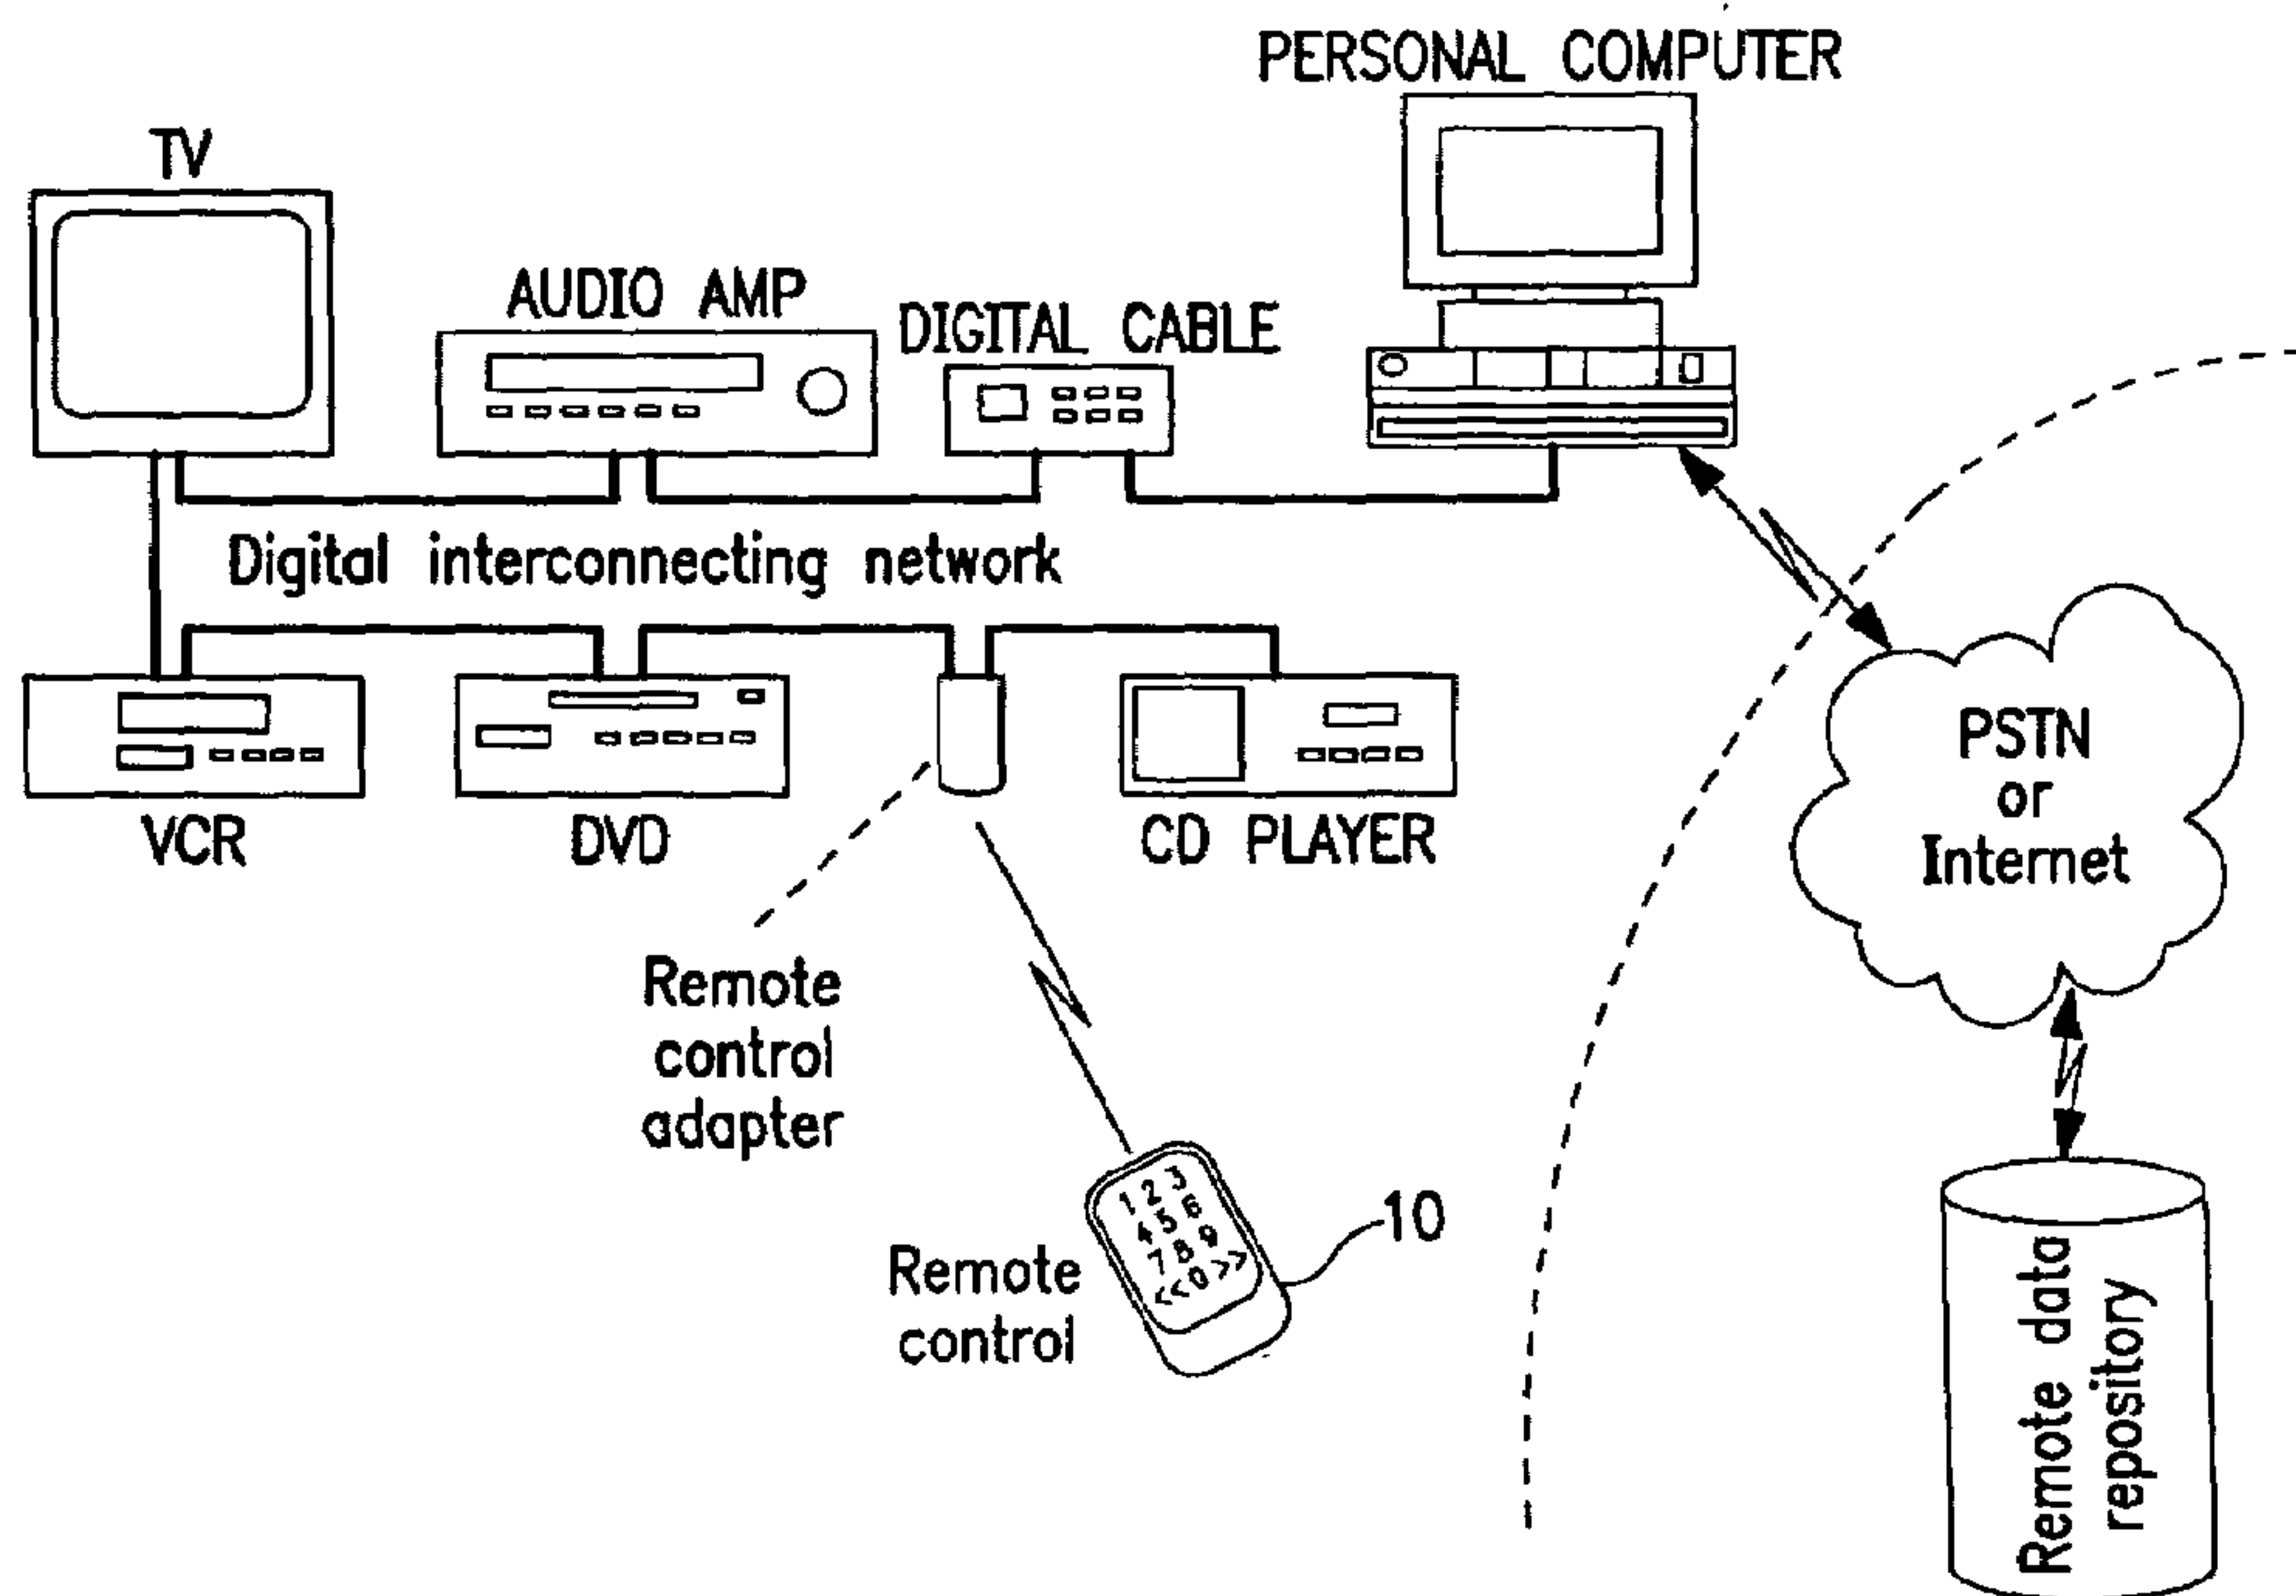 PERSONAL COMPUTER
TV
AUDIO AMP
DIGITAL CABLE
Digital interconnecting network
VCR
DVD
CD PLAYER
PSTN
or
Internet
Remote
control
adapter
1 2 3
4 5 6
7 8 9
<< 0 >>
10
Remote
control
Remote data
repository